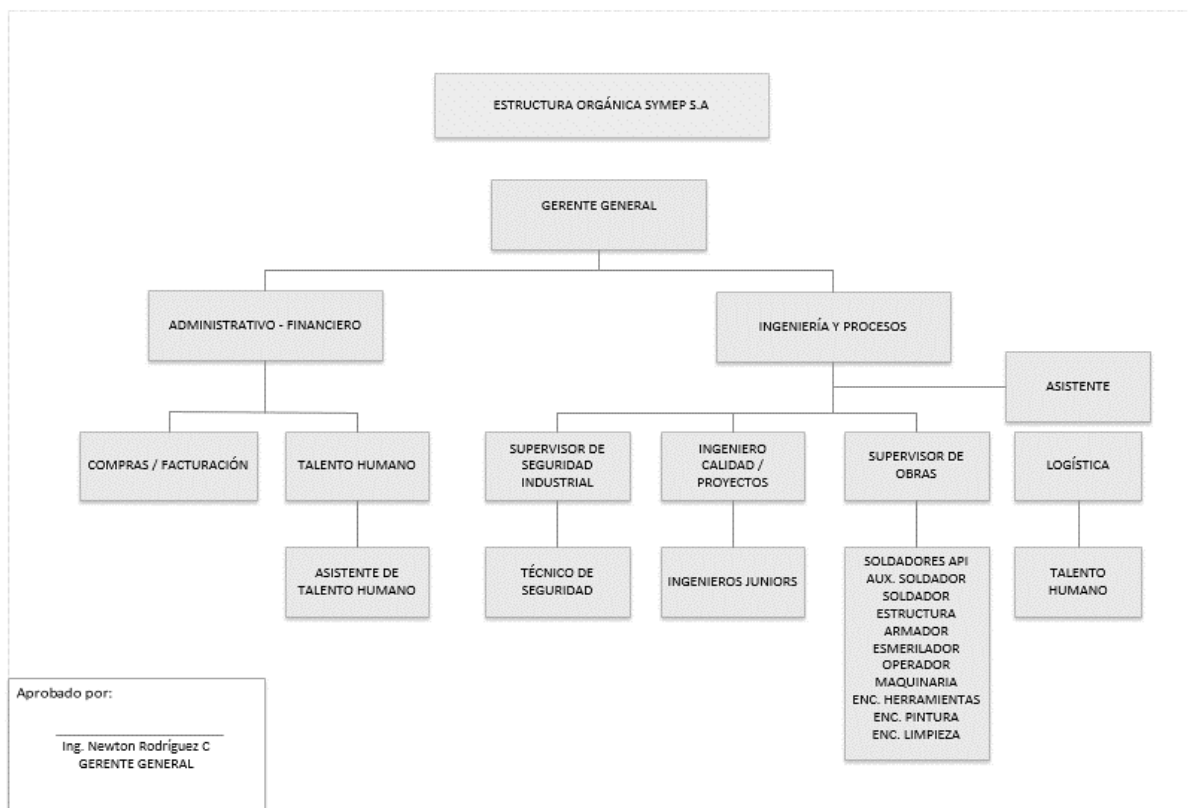 ESTRUCTURA ORGÁNICA SYMEP S.A
GERENTE GENERAL
ADMINISTRATIVO - FINANCIERO
INGENIERÍA Y PROCESOS
ASISTENTE
COMPRAS / FACTURACIÓN
TALENTO HUMANO
SUPERVISOR DE
SEGURIDAD
INDUSTRIAL
INGENIERO
CALIDAD /
PROYECTOS
SUPERVISOR DE
OBRAS
LOGÍSTICA
ASISTENTE DE
TALENTO HUMANO
TÉCNICO DE
SEGURIDAD
INGENIEROS JUNIORS
SOLDADORES API
AUX. SOLDADOR
SOLDADOR
ESTRUCTURA
ARMADOR
ESMERILADOR
OPERADOR
MAQUINARIA
ENC. HERRAMIENTAS
ENC. PINTURA
ENC. LIMPIEZA
TALENTO
HUMANO
Aprobado por:
Ing. Newton Rodríguez C
GERENTE GENERAL